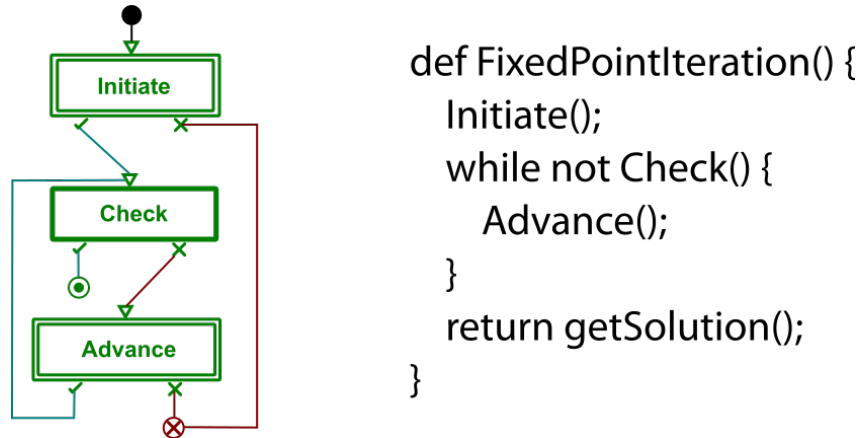 Initiate
Check
Advance
def FixedPointIteration() {
Initiate();
while not Check() {
Advance();
}
return getSolution();
}